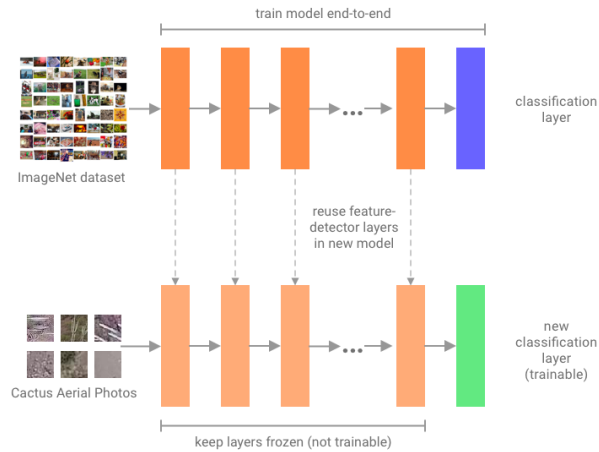 train model end-to-end
classification
layer
ImageNet dataset
reuse feature-
detector layers
in new model
new
classification
layer
(trainable)
Cactus Aerial Photos
keep layers frozen (not trainable)